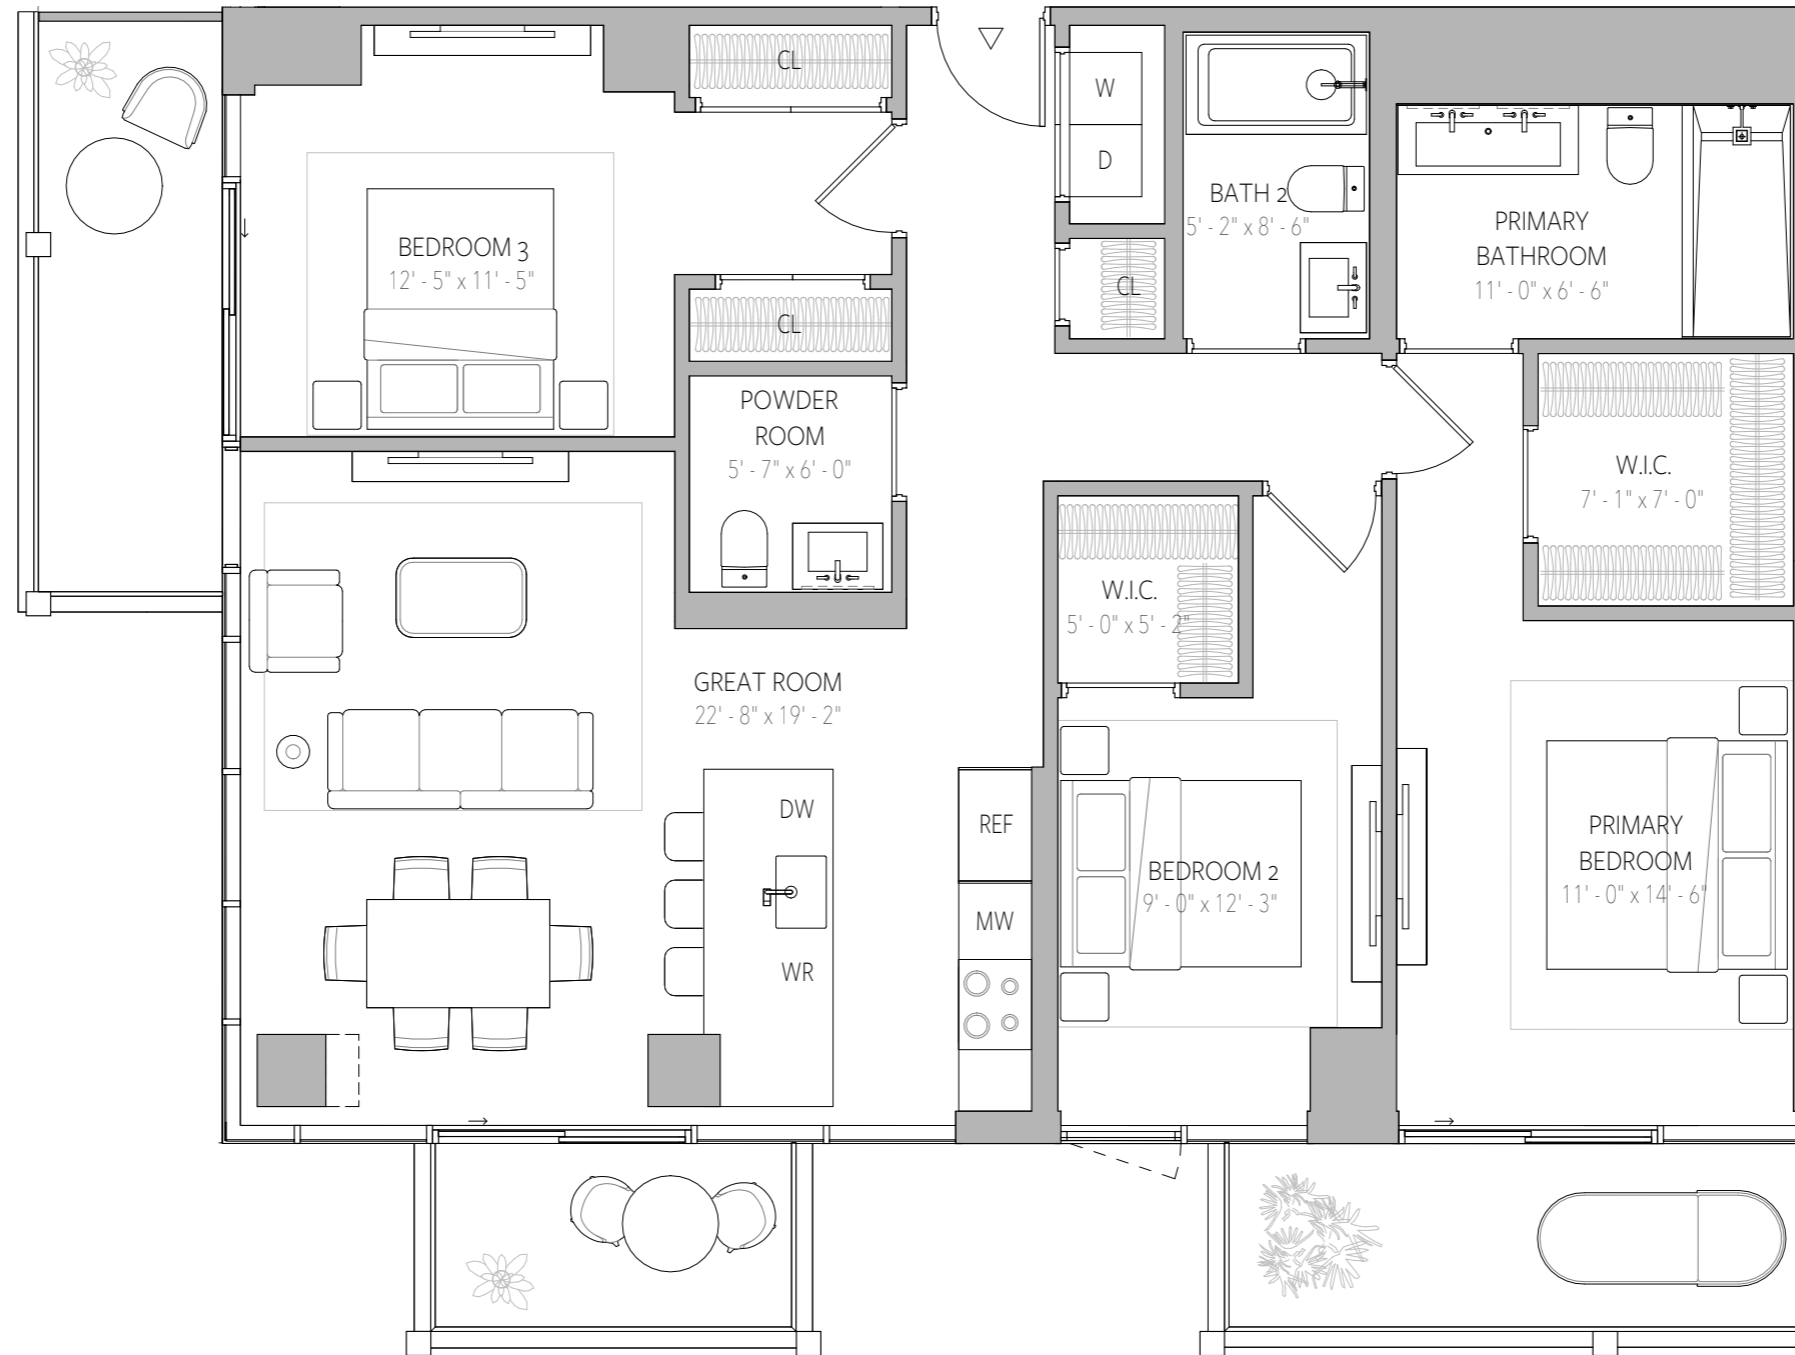 CL
W
D
BATH 2
5' - 2" x 8' - 6"
PRIMARY
BATHROOM
11' - 0" x 6' - 6"
BEDROOM 3
12' - 5" x 11' - 5"
CL
CL
POWDER
ROOM
5' - 7" x 6' - 0"
W.I.C.
7' - 1" x 7' - 0"
W.I.C.
5' - 0" x 5' - 2"
GREAT ROOM
22' - 8" x 19' - 2"
DW
REF
PRIMARY
BEDROOM
11' - 0" x 14' - 6"
BEDROOM 2
9' - 0" x 12' - 3"
MW
WR